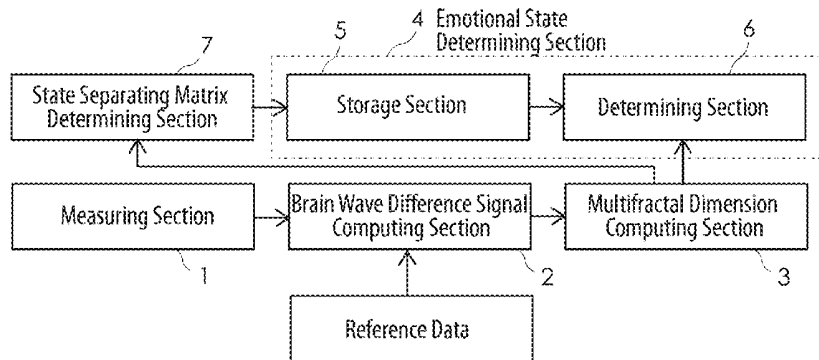 4
Emotional State
Determining Section
7
5
6
State Separating Matrix
Determining Section
Storage Section
Determining Section
Measuring Section
Brain Wave Difference Signal
Computing Section
Multifractal Dimension
Computing Section
1
2
3
Reference Data